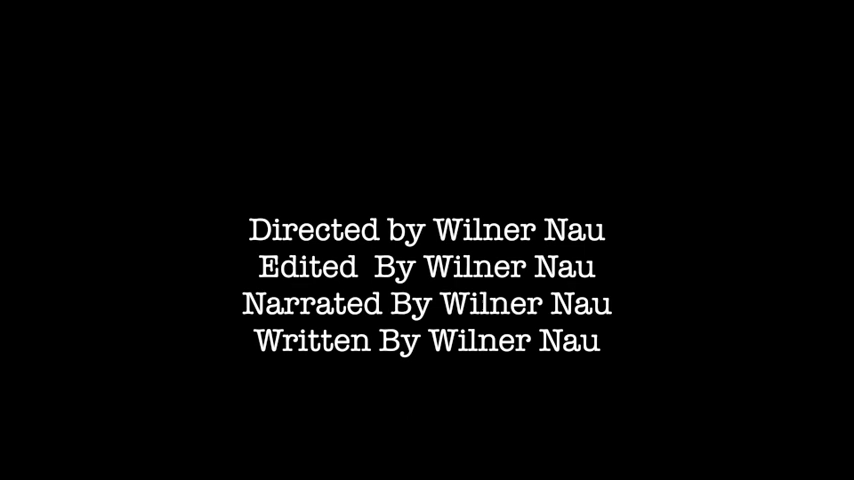 Directed by Wilner Nau
Edited  By Wilner Nau
Narrated By Wilner Nau
Written By Wilner Nau